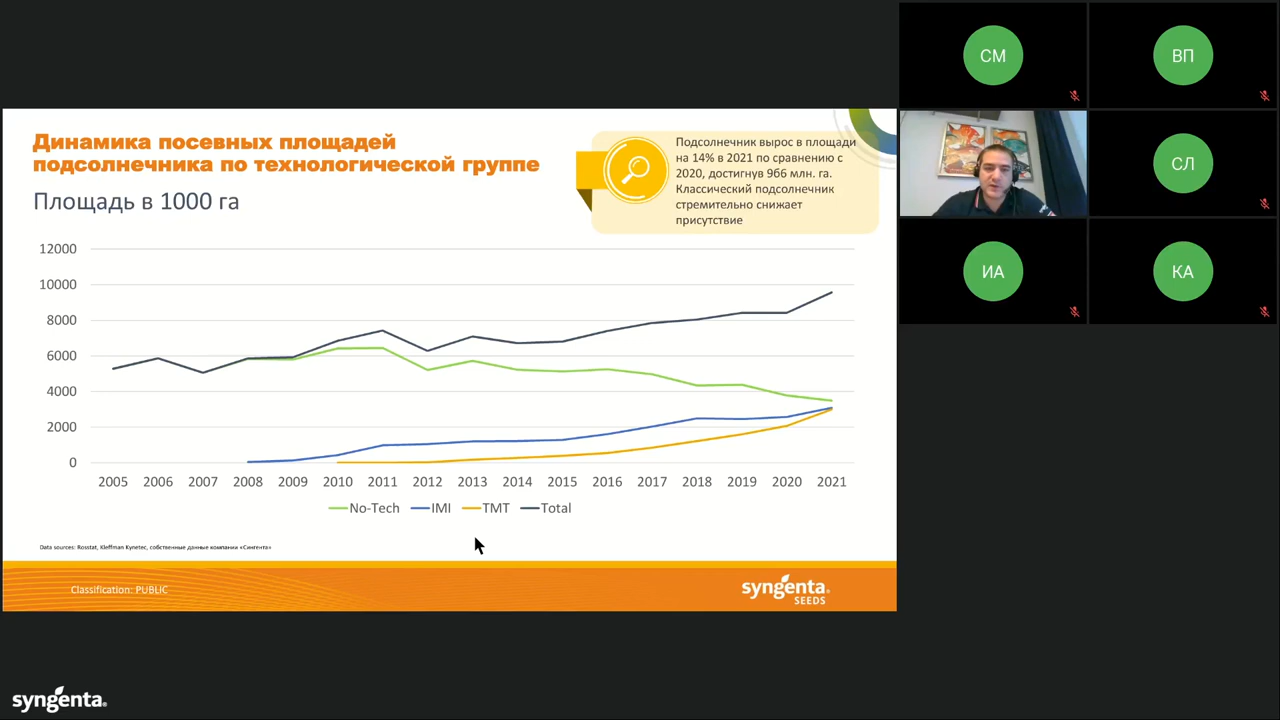 Динамика посевных площадей
подсолнечника по технологической группе
Площадь в 1000 га
Подсолнечник вырос в площади
на 14% в 2021 по сравнению с
2020, достигнув 966 млн. га.
Классический подсолнечник
стремительно снижает
присутствие
12000
10000
8000
6000
4000
2000
0
2005 2006 2007 2008 2009 2010 2011 2012 2013 2014 2015 2016 2017 2018 2019 2020 2021
No-Tech IMI TMT Total
Data sources: Rosstat, Kleffman Kynetec, собственные данные компании «Сингента»
Classification: PUBLIC
syngenta
SEEDS
СМ
ВП
СЛ
ИА
КА
syngenta